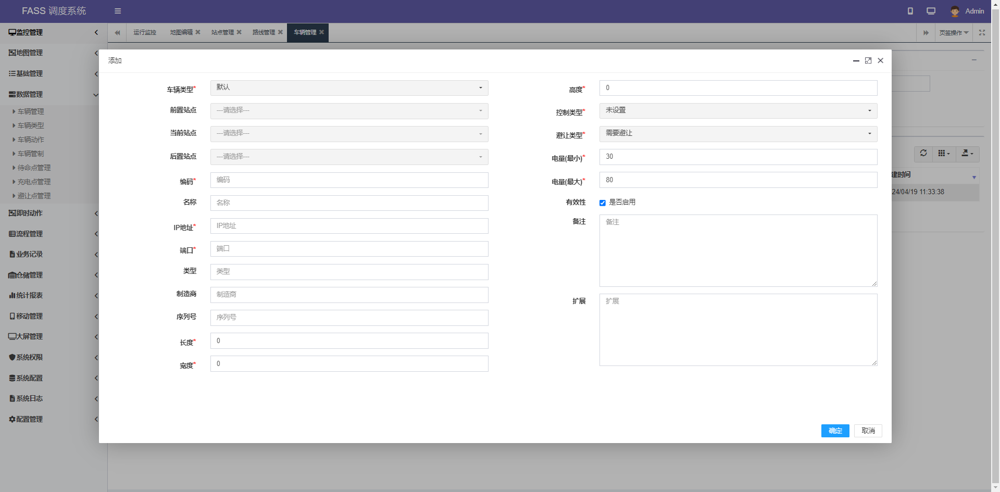 FASS 调度系统
Admin
监控管理
地图管理
基础管理
数据管理
车辆管理
车辆类型
车辆动作
车辆管制
待命点管理
充电点管理
避让点管理
即时动作
流程管理
业务记录
仓储管理
统计报表
移动管理
大屏管理
系统权限
系统配置
系统日志
配置管理
运行监控 地图编辑 站点管理 路线管理 车辆管理 页签操作
添加
车辆类型* 默认
前置站点 ---请选择---
当前站点 ---请选择---
后置站点 ---请选择---
编码* 编码
名称 名称
IP地址* IP地址
端口* 端口
类型 类型
制造商 制造商
序列号 序列号
长度* 0
宽度* 0
高度* 0
控制类型* 未设置
避让类型* 需要避让
电量(最小)* 30
电量(最大)* 80
有效性 是否启用
备注 备注
扩展 扩展
确定 取消
建时间
24/04/19 11:33:38